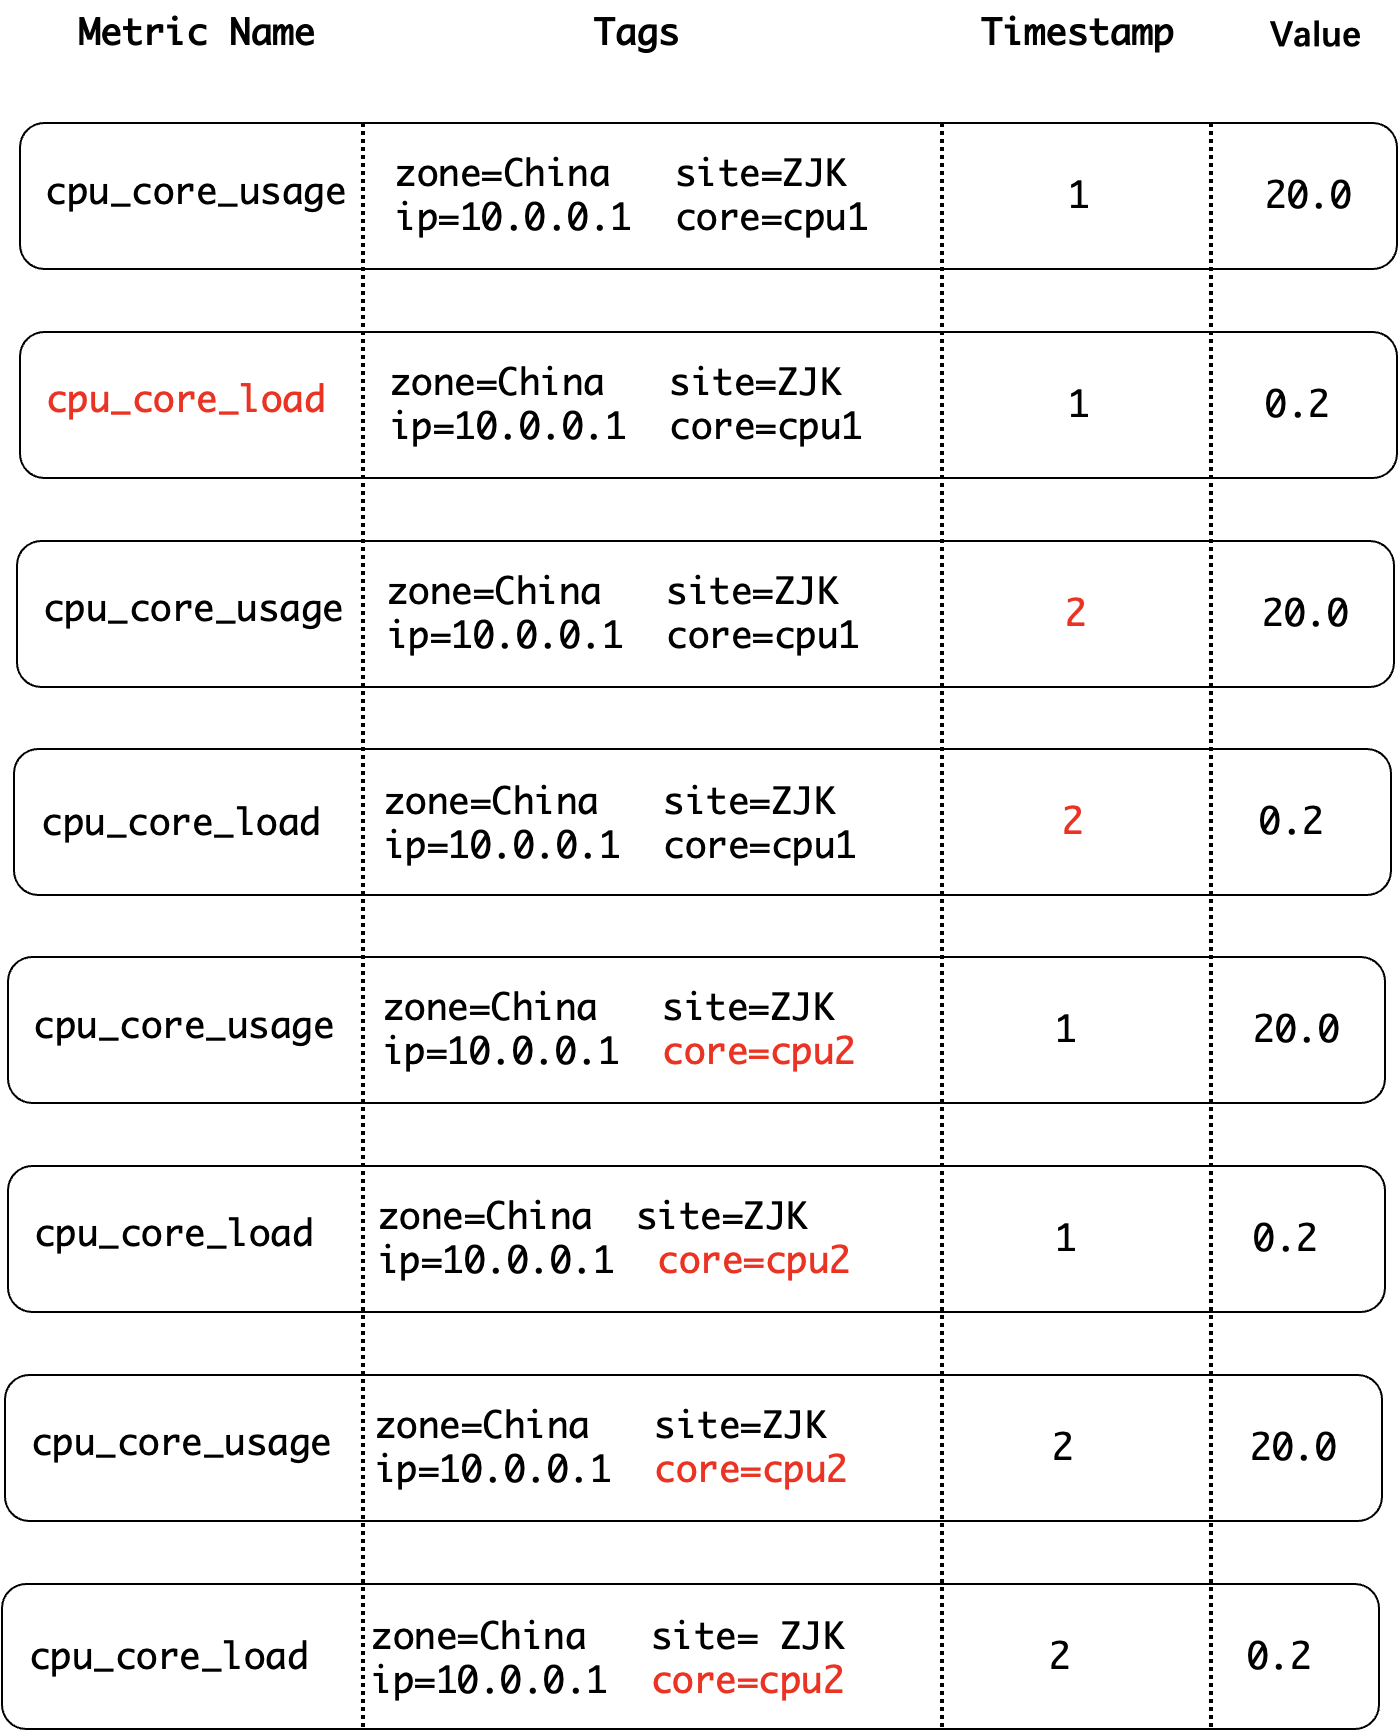 Metric Name Tags Timestamp Value
zone=China site=ZJK
cpu_core_usage 1 20.0
ip=10.0.0.1 core=cpu1
zone=China site=ZJK
cpu_core_load 1 0.2
ip=10.0.0.1 core=cpu1
zone=China site=ZJK
cpu_core_usage 2 20.0
ip=10.0.0.1 core=cpu1
zone=China site=ZJK
cpu_core_load 2 0.2
ip=10.0.0.1 core=cpu1
zone=China site=ZJK
cpu_core_usage 1 20.0
ip=10.0.0.1 core=cpu2
zone=China site=ZJK
cpu_core_load 1 0.2
ip=10.0.0.1 core=cpu2
zone=China site=ZJK
cpu_core_usage 2 20.0
ip=10.0.0.1 core=cpu2
zone=China site= ZJK
cpu_core_load 2 0.2
ip=10.0.0.1 core=cpu2